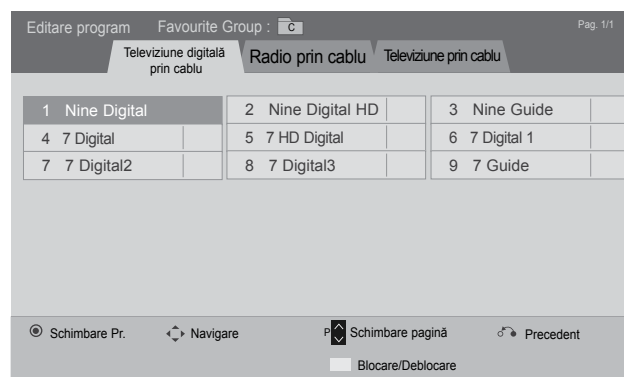 Editare program Favourite Group : C Pag. 1/1
Televiziune digitală
prin cablu
Radio prin cablu
Televiziune prin cablu
1 Nine Digital 2 Nine Digital HD 3 Nine Guide
4 7 Digital 5 7 HD Digital 6 7 Digital 1
7 7 Digital2 8 7 Digital3 9 7 Guide
Schimbare Pr. Navigare P Schimbare pagină Precedent
Blocare/Deblocare